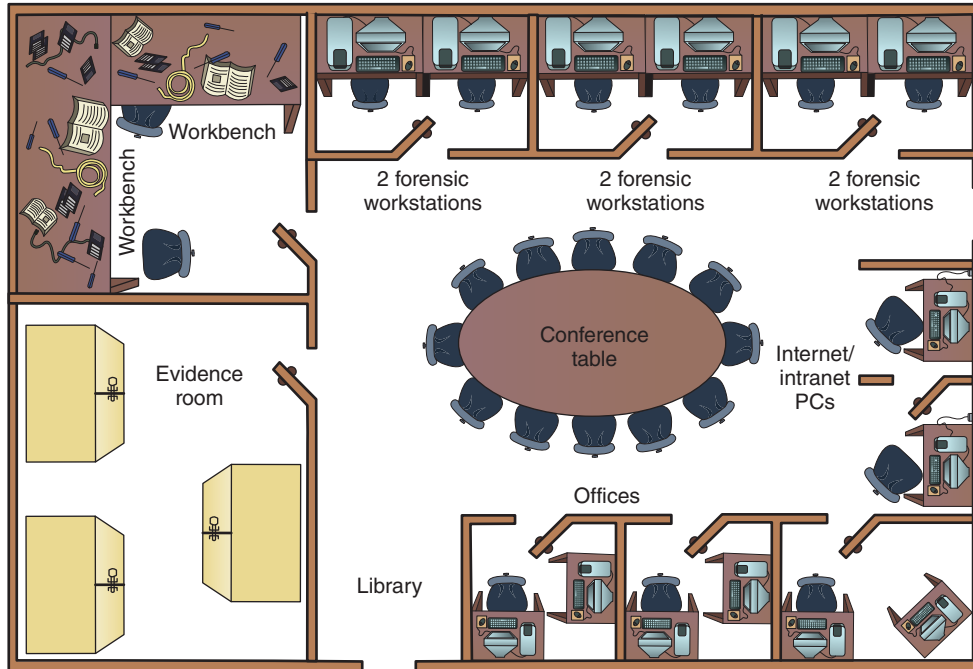 Workbench
Workbench
2 forensic
workstations
2 forensic
workstations
2 forensic
workstations
Conference
table
Evidence
room
Internet/
intranet
PCs
Offices
Library